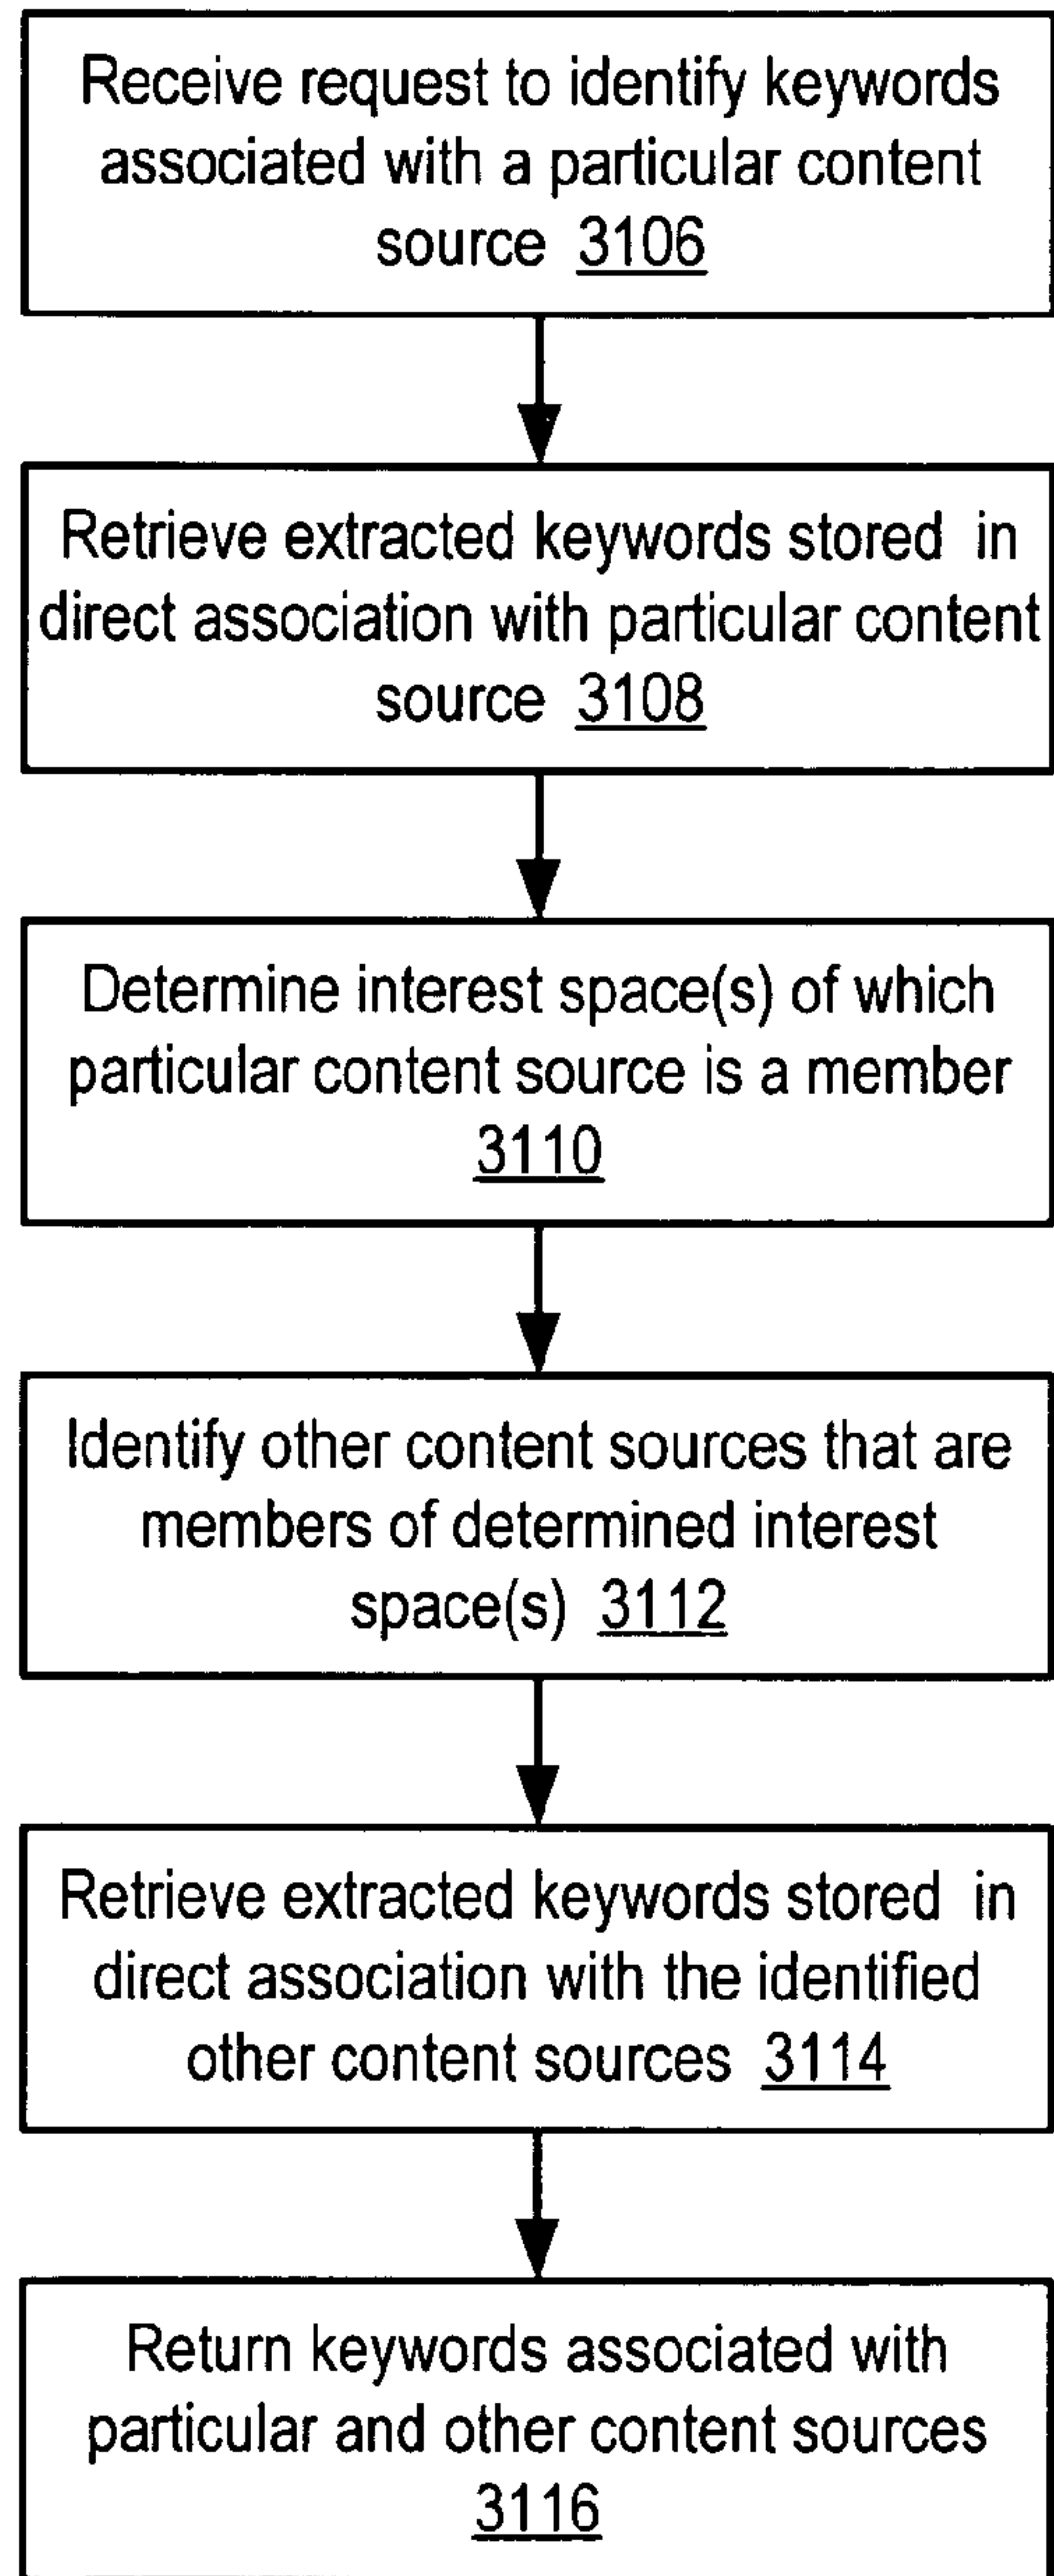 Receive request to identify keywords
associated with a particular content
source 3106
Retrieve extracted keywords stored in
direct association with particular content
source 3108
Determine interest space(s) of which
particular content source is a member
3110
Identify other content sources that are
members of determined interest
space(s) 3112
Retrieve extracted keywords stored in
direct association with the identified
other content sources 3114
Return keywords associated with
particular and other content sources
3116